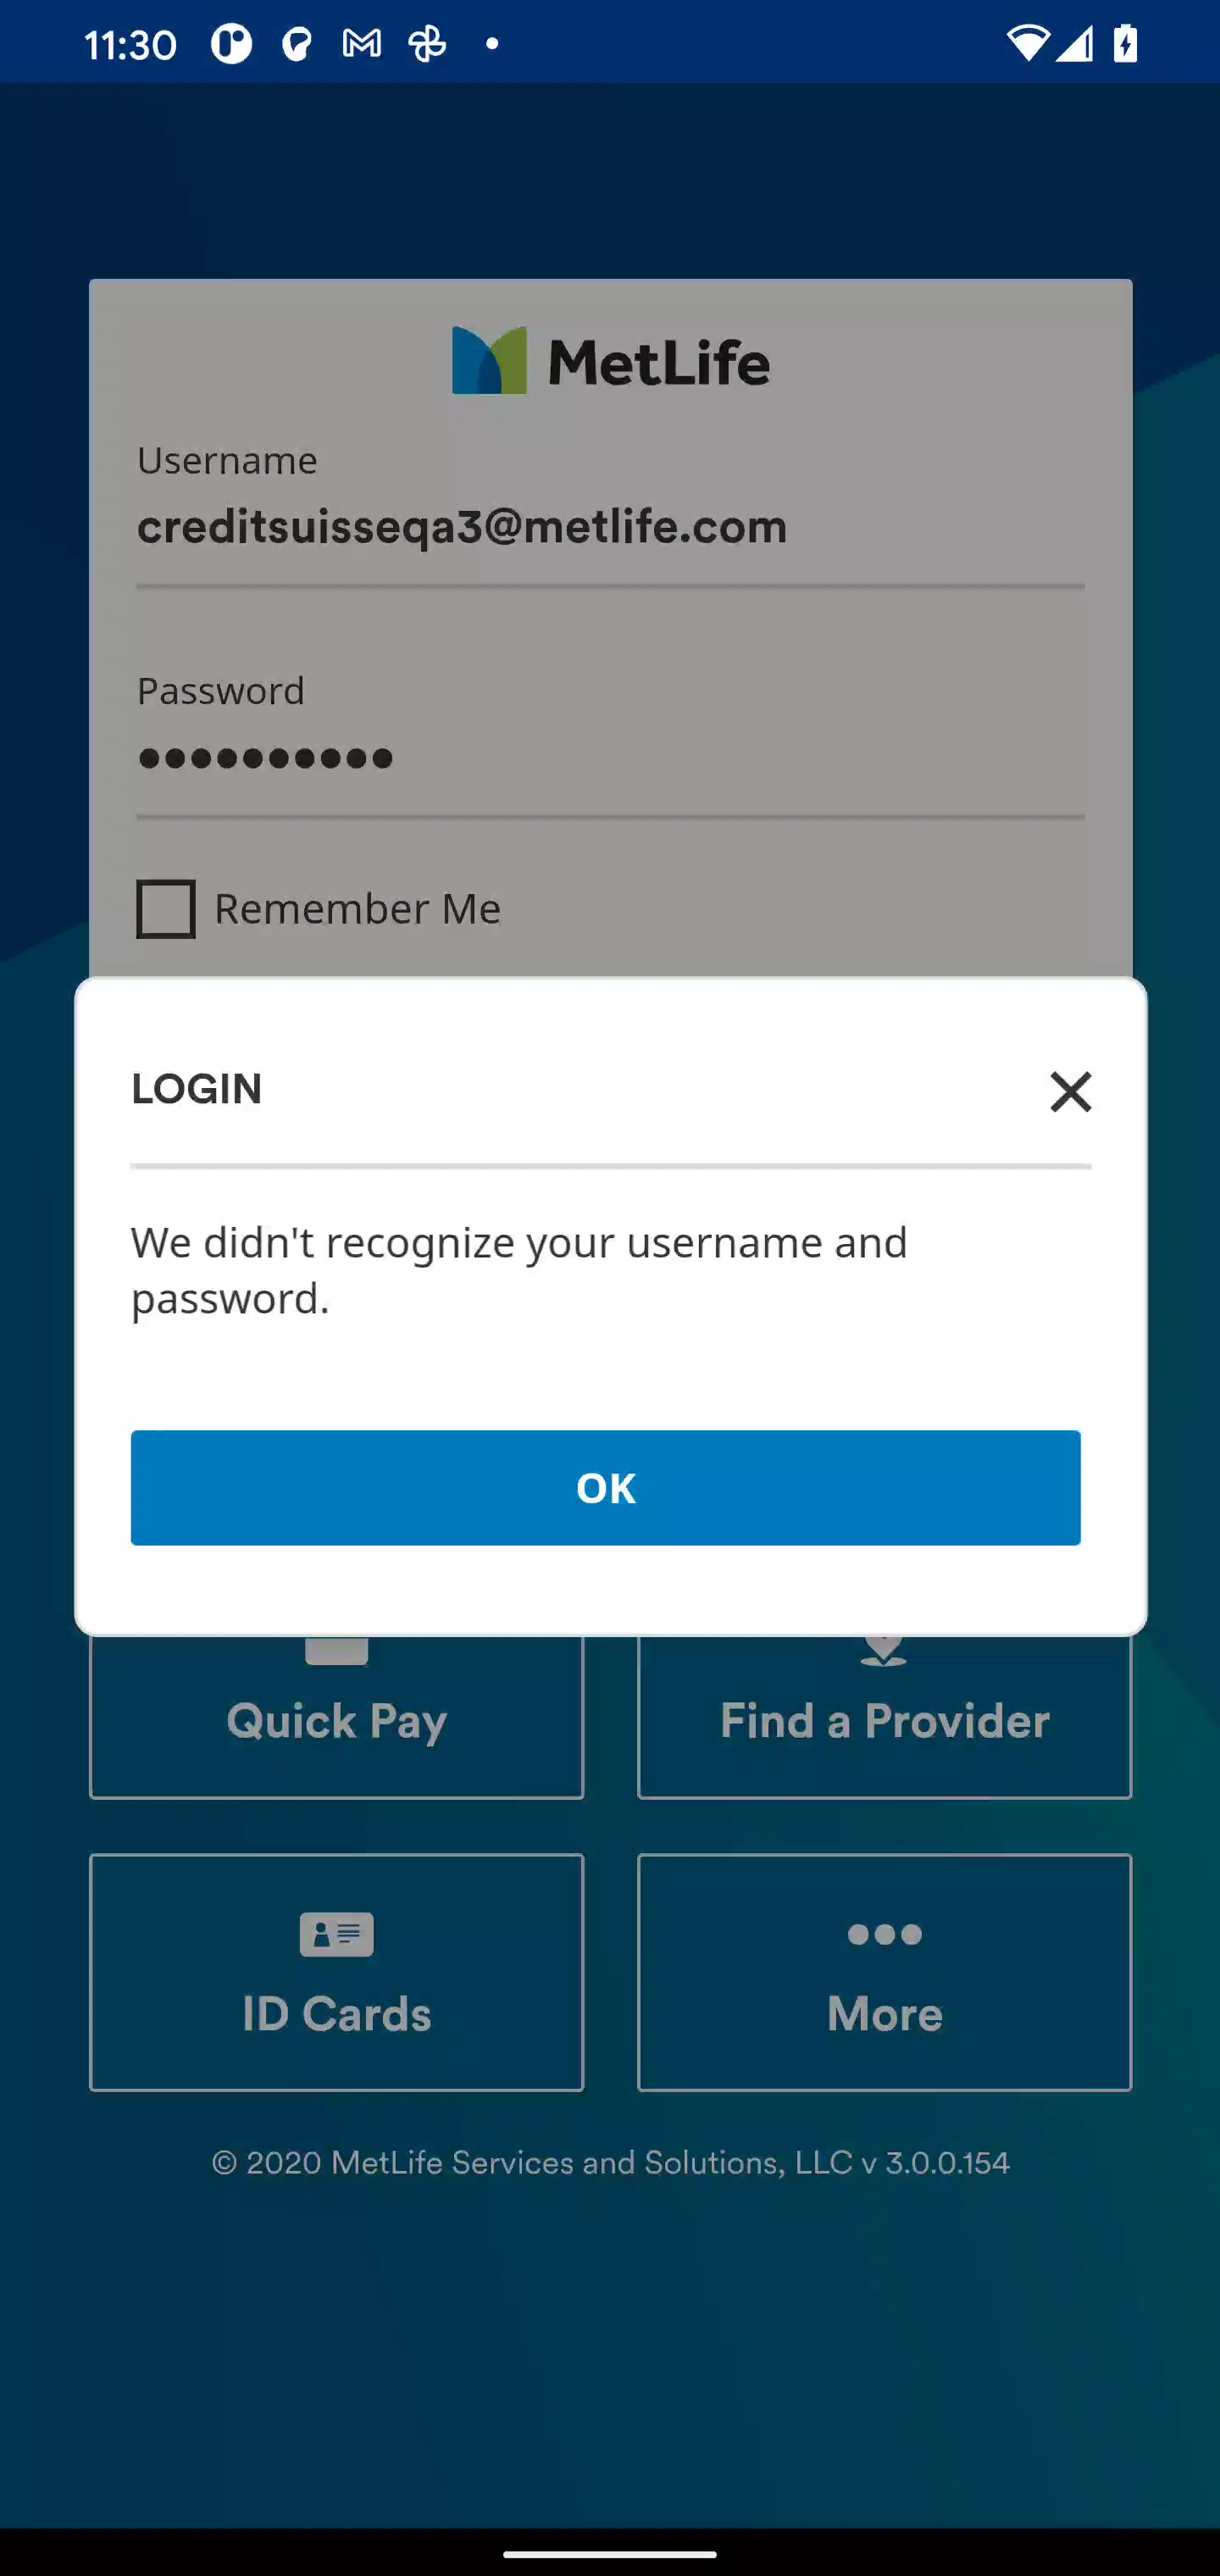 11:30
MetLife
Username
creditsuisseqa3@metlife.com
Password
••••••••••
Remember Me
LOGIN
We didn't recognize your username and
password.
OK
Quick Pay
Find a Provider
ID Cards
More
© 2020 MetLife Services and Solutions, LLC v 3.0.0.154